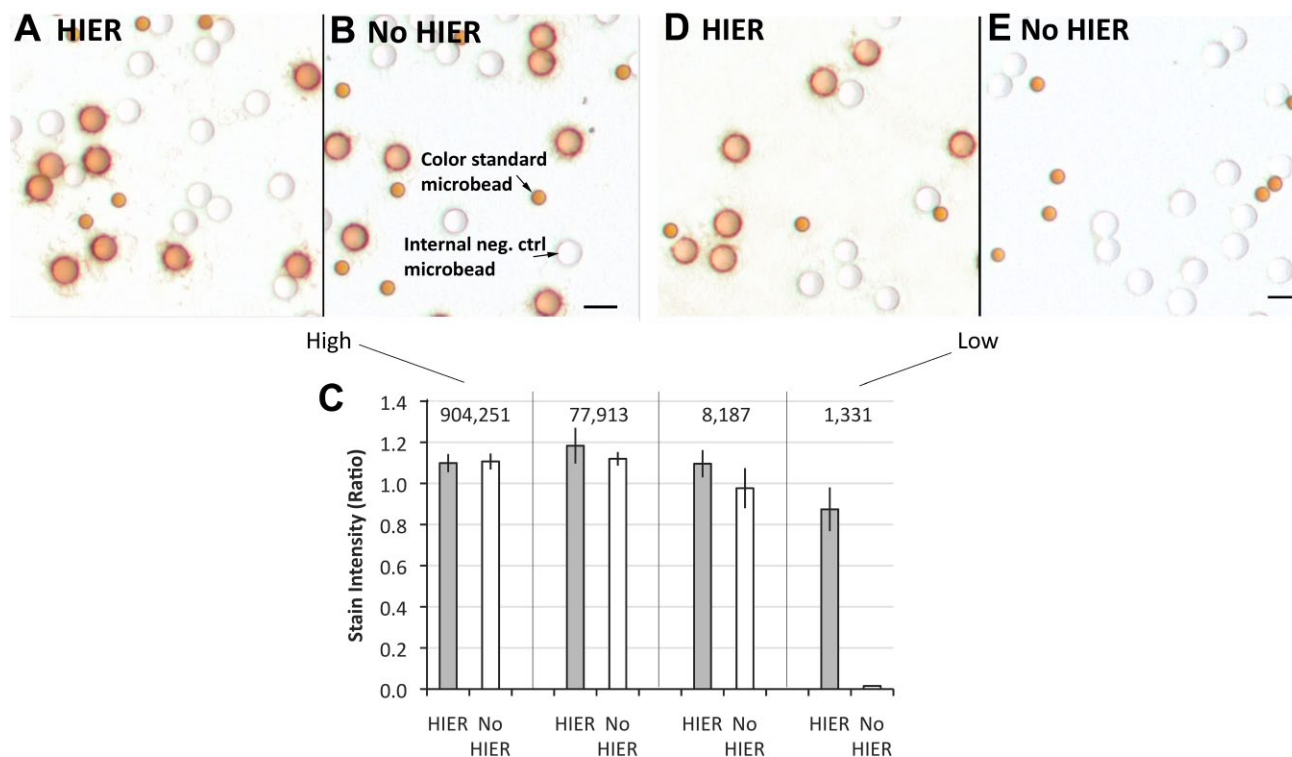 A HIER
B No HIER
D HIER
E No HIER
Color standard
microbead
Internal neg. ctrl
microbead
High
Low
C
904,251
77,913
8,187
1,331
Stain Intensity (Ratio)
1.4
1.2
1.0
0.8
0.6
0.4
0.2
0.0
HIER No
HIER
HIER No
HIER
HIER No
HIER
HIER No
HIER